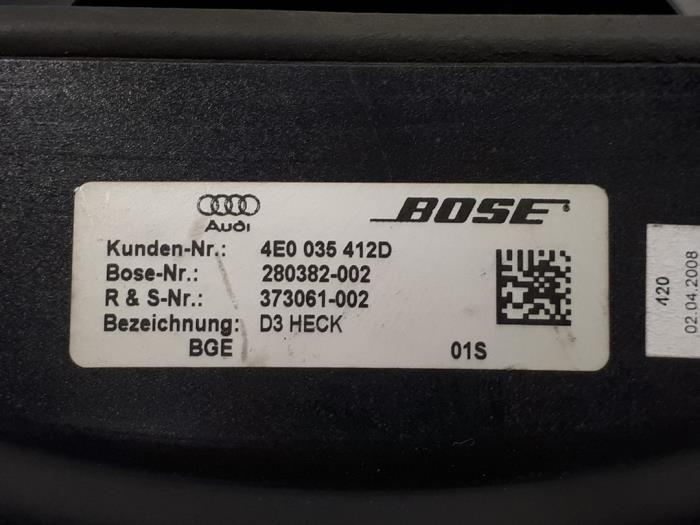 Audi
BOSE®
Kunden-Nr.: 4E0 035 412D
Bose-Nr.: 280382-002
R & S-Nr.: 373061-002
Bezeichnung: D3 HECK
BGE 01S
420
02.04.2008